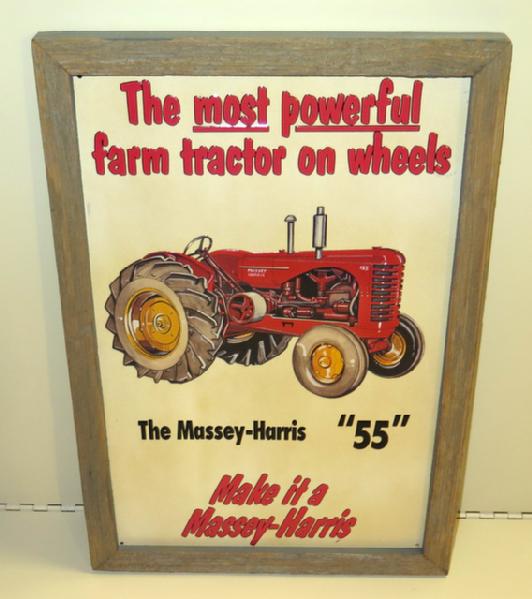 The most powerful
farm tractor on wheels
The Massey-Harris "55"
Make it a
Massey-Harris